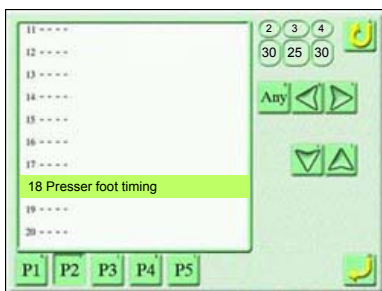 11 - - - -
12 - - - -
13 - - - -
14 - - - -
15 - - - -
16 - - - -
17 - - - -
18 Presser foot timing
19 - - - -
20 - - - -
2 3 4
30 25 30
Any
P1 P2 P3 P4 P5